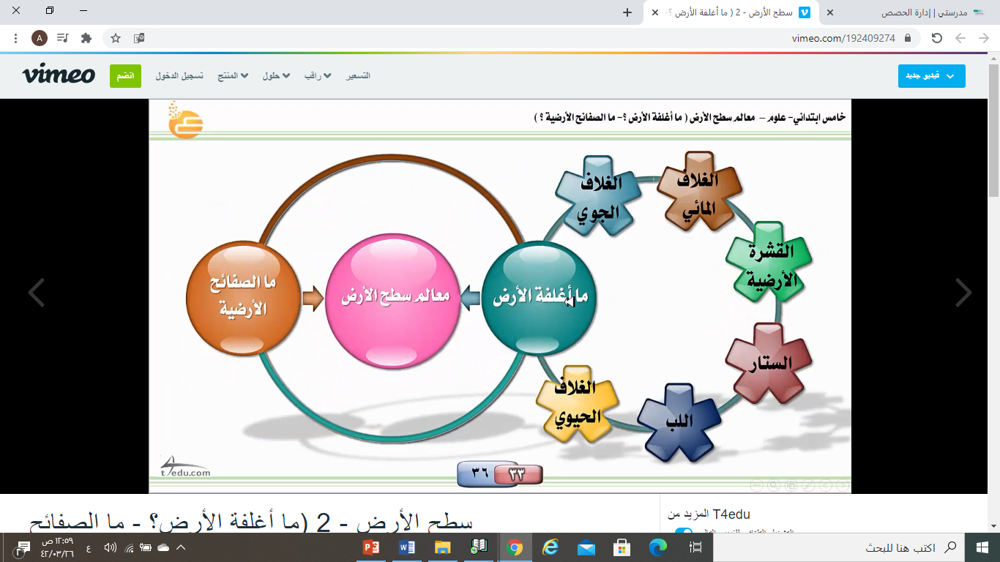 مدرستي | إدارة الحصص
سطح الأرض - 2 ( ما أغلفة الأرض ؟-
vimeo.com/192409274
A
vimeo
انضم
تسجيل الدخول
المنتج
حلول
راقب
التسعير
فيديو جديد
خامس ابتدائي- علوم – معالم سطح الأرض ( ما أغلفة الأرض ؟- ما الصفائح الأرضية ؟ )
الغلاف
الجوي
الغلاف
المائي
القشرة
الأرضية
الستار
اللب
الغلاف
الحيوي
ما أغلفة الأرض
معالم سطح الأرض
ما الصفائح
الأرضية
٣٣
٣٦
t4edu.com
سطح الأرض - 2 (ما أغلفة الأرض؟ - ما الصفائح
المزيد من T4edu
اكتب هنا للبحث
ع
١٢:٥٩ ص
٤٢/٠٣/٢٦
٢